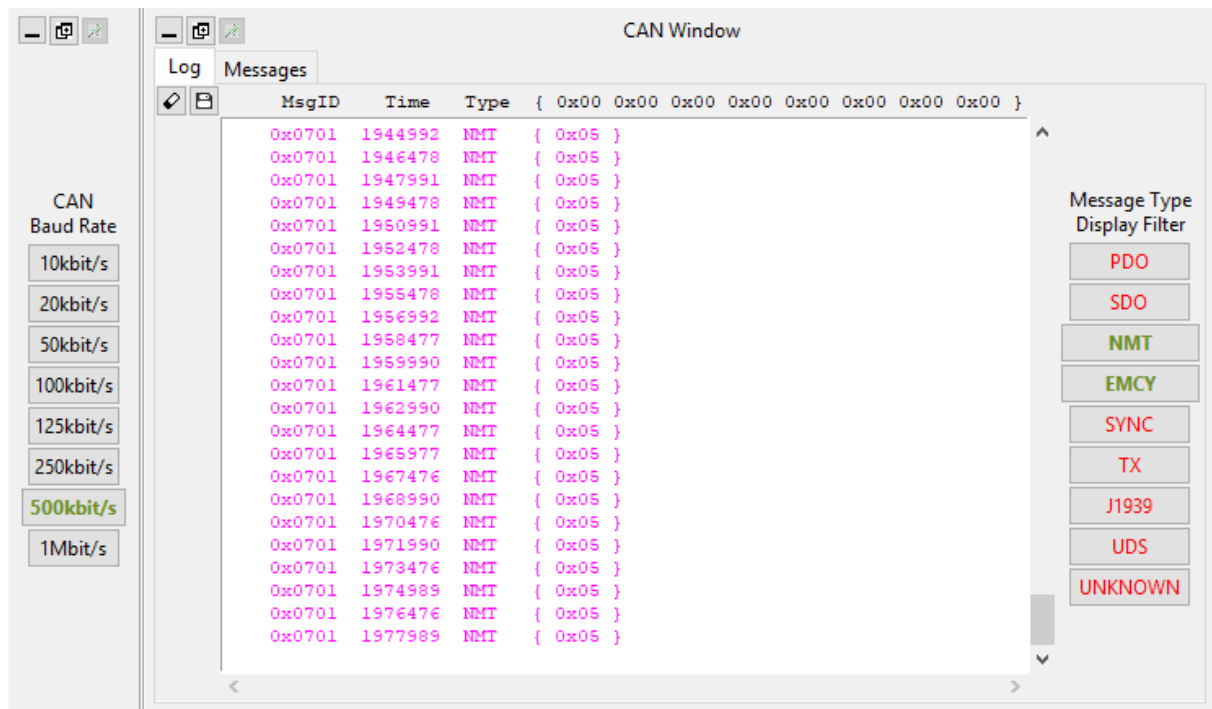 CAN Window
Log Messages
MsgID Time Type { 0x00 0x00 0x00 0x00 0x00 0x00 0x00 0x00 }
0x0701 1944992 NMT { 0x05 }
0x0701 1946478 NMT { 0x05 }
0x0701 1947991 NMT { 0x05 }
0x0701 1949478 NMT { 0x05 }
0x0701 1950991 NMT { 0x05 }
0x0701 1952478 NMT { 0x05 }
0x0701 1953991 NMT { 0x05 }
0x0701 1955478 NMT { 0x05 }
0x0701 1956992 NMT { 0x05 }
0x0701 1958477 NMT { 0x05 }
0x0701 1959990 NMT { 0x05 }
0x0701 1961477 NMT { 0x05 }
0x0701 1962990 NMT { 0x05 }
0x0701 1964477 NMT { 0x05 }
0x0701 1965977 NMT { 0x05 }
0x0701 1967476 NMT { 0x05 }
0x0701 1968990 NMT { 0x05 }
0x0701 1970476 NMT { 0x05 }
0x0701 1971990 NMT { 0x05 }
0x0701 1973476 NMT { 0x05 }
0x0701 1974989 NMT { 0x05 }
0x0701 1976476 NMT { 0x05 }
0x0701 1977989 NMT { 0x05 }
CAN
Baud Rate
10kbit/s
20kbit/s
50kbit/s
100kbit/s
125kbit/s
250kbit/s
500kbit/s
1Mbit/s
Message Type
Display Filter
PDO
SDO
NMT
EMCY
SYNC
TX
J1939
UDS
UNKNOWN